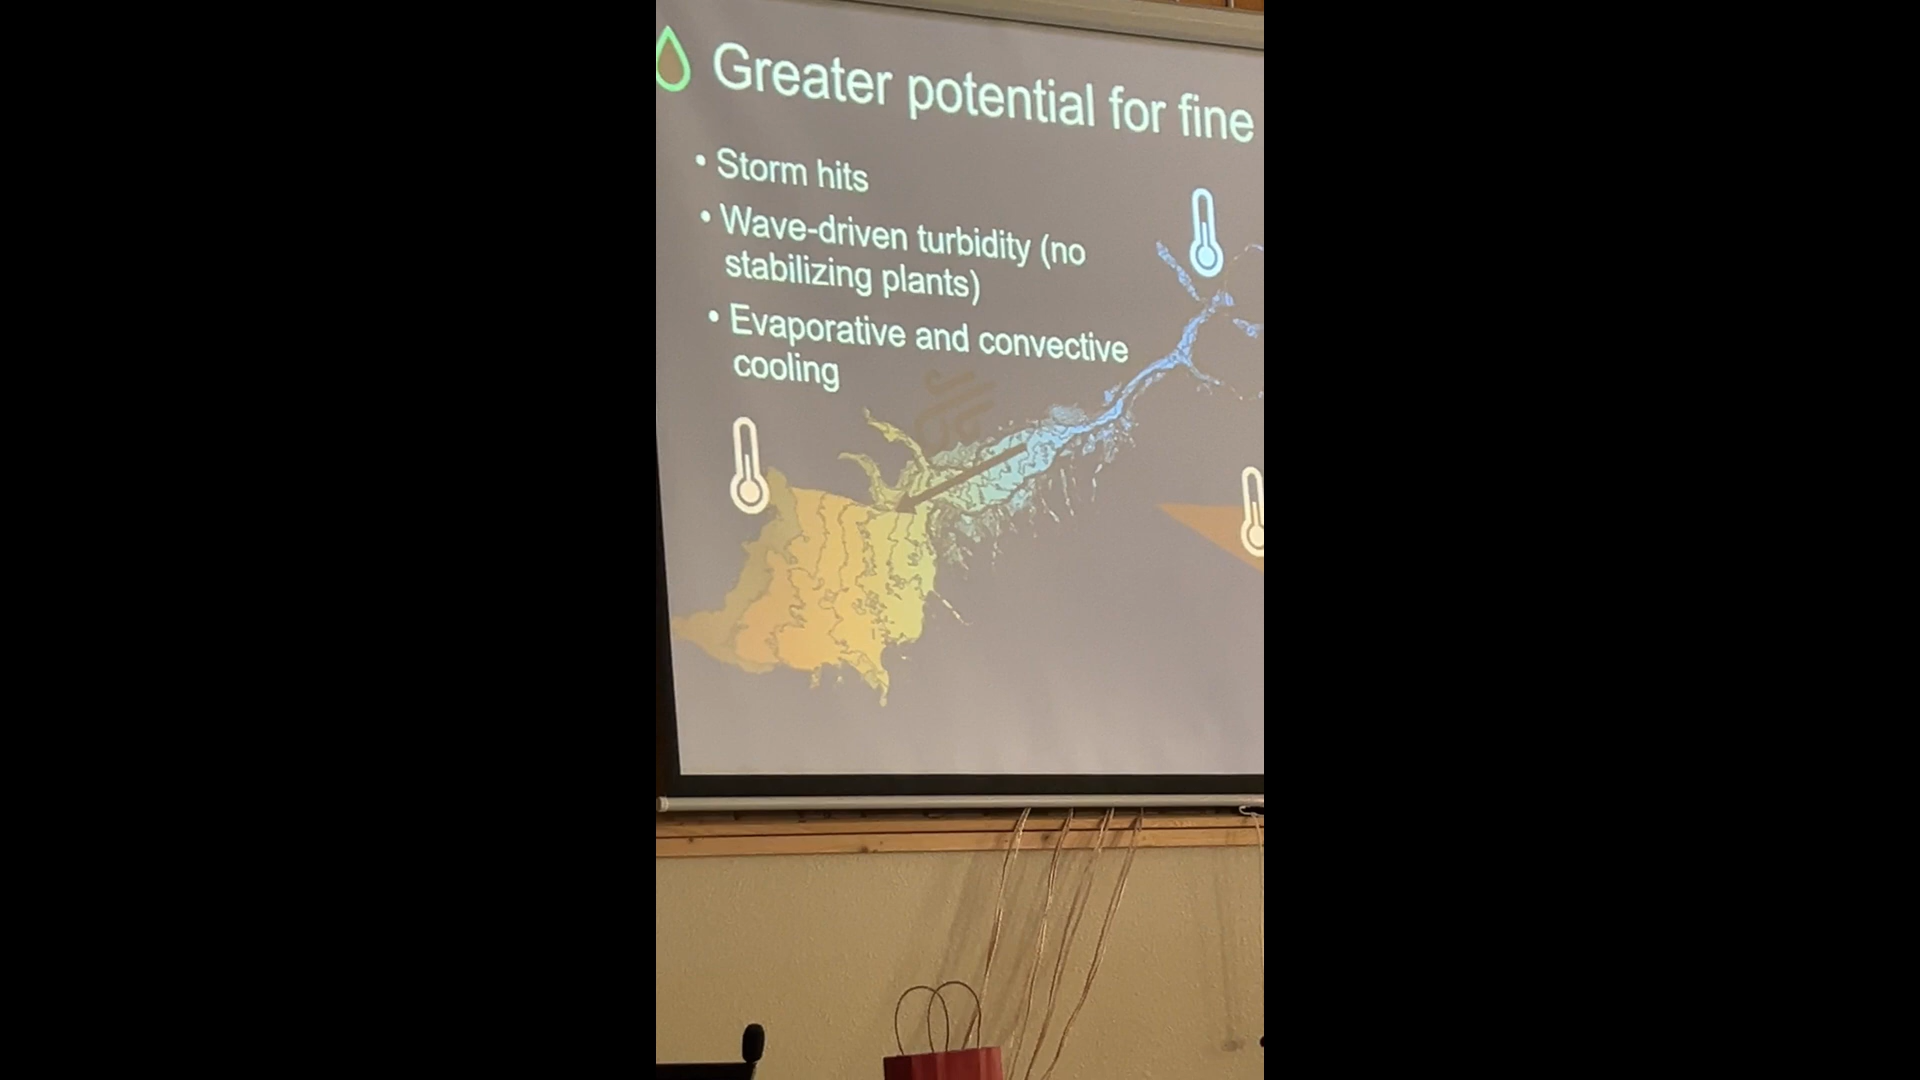 Greater potential for fine
• Storm hits
• Wave-driven turbidity (no
stabilizing plants)
• Evaporative and convective
cooling